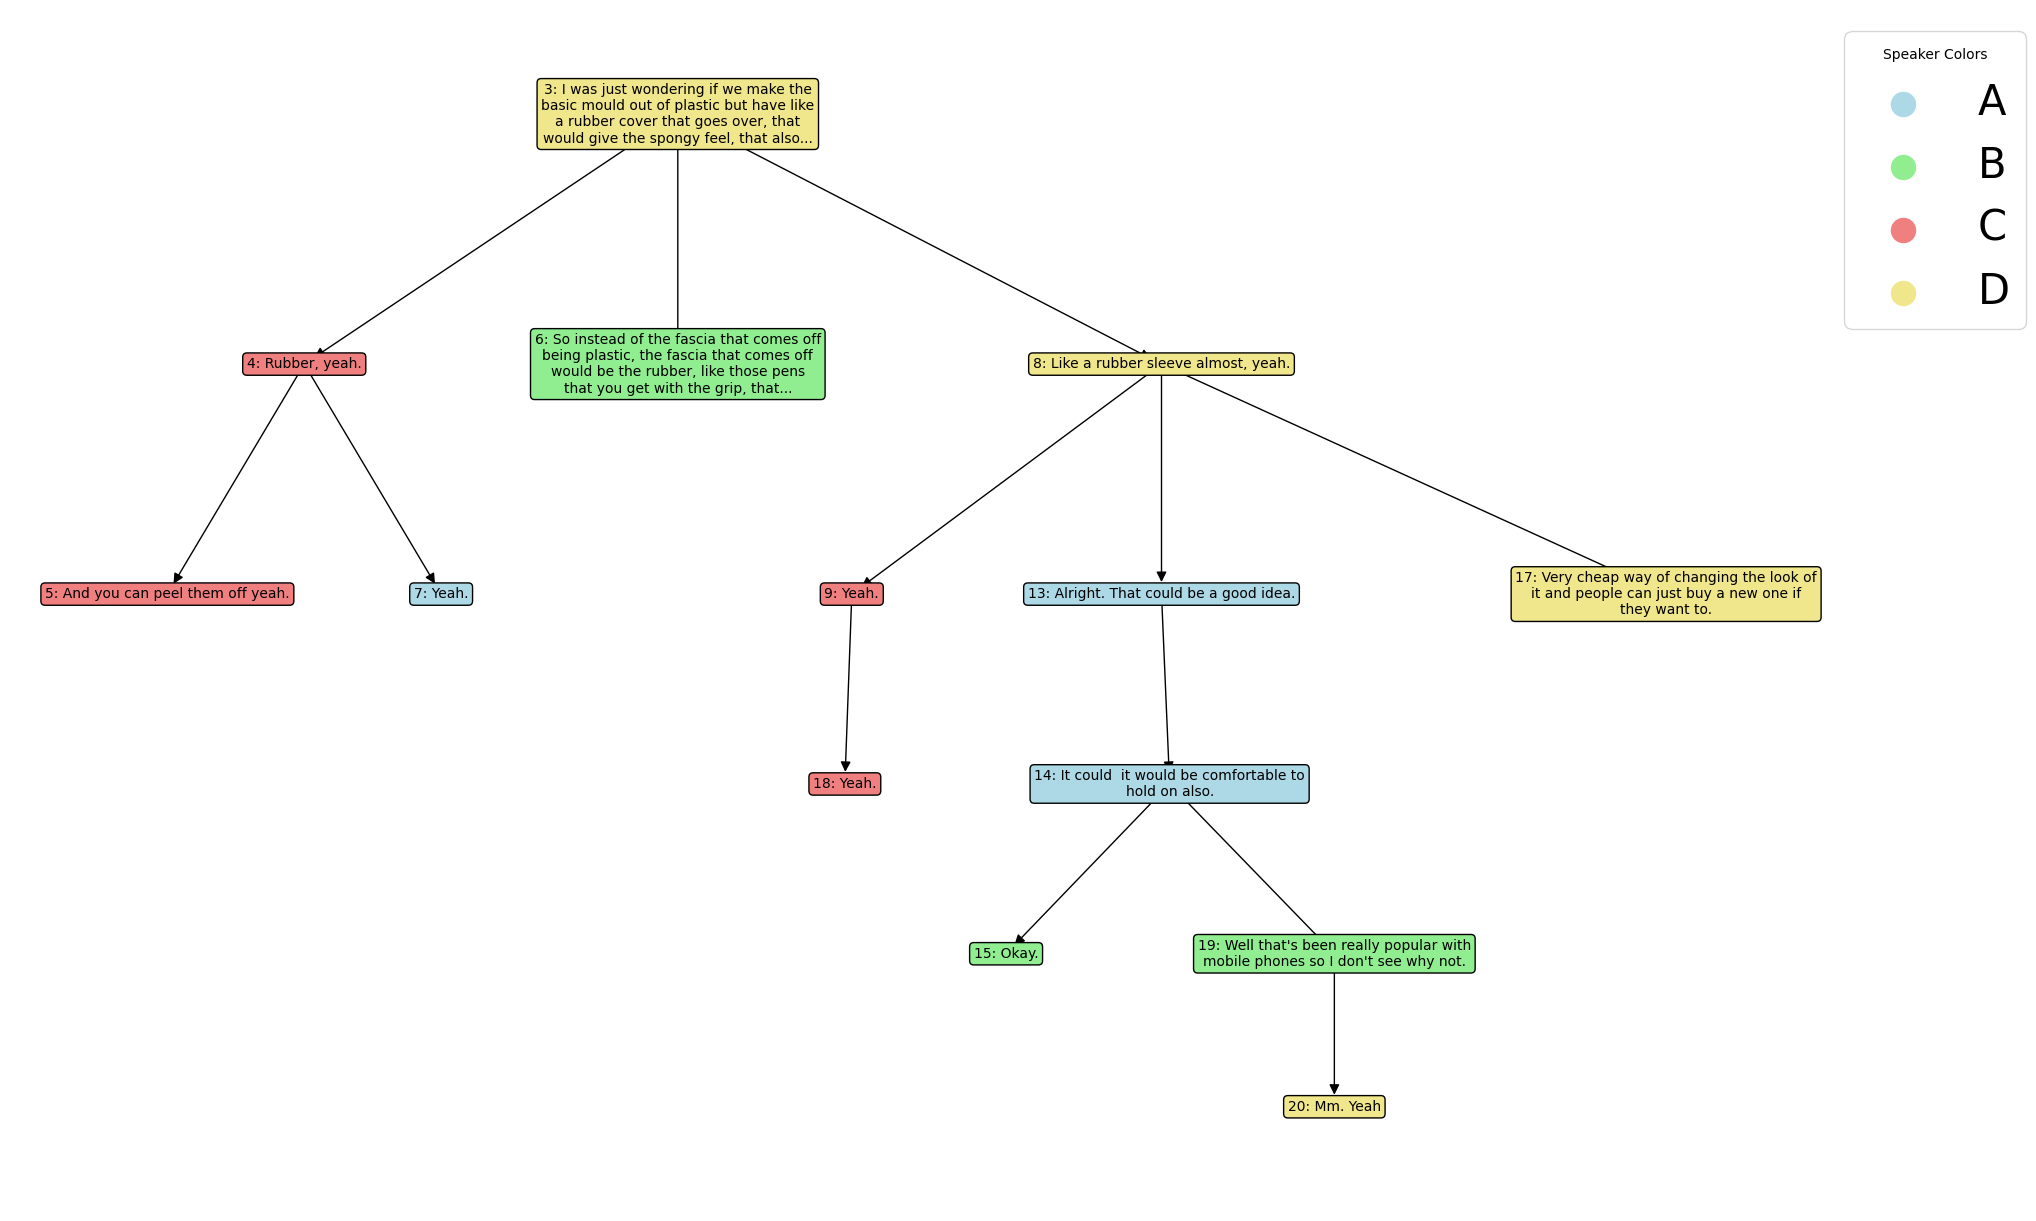 Speaker Colors
A
B
C
D
3: I was just wondering if we make the
basic mould out of plastic but have like
a rubber cover that goes over, that
would give the spongy feel, that also...
4: Rubber, yeah.
6: So instead of the fascia that comes off
being plastic, the fascia that comes off
would be the rubber, like those pens
that you get with the grip, that...
8: Like a rubber sleeve almost, yeah.
5: And you can peel them off yeah.
7: Yeah.
9: Yeah.
13: Alright. That could be a good idea.
17: Very cheap way of changing the look of
it and people can just buy a new one if
they want to.
18: Yeah.
14: It could  it would be comfortable to
hold on also.
15: Okay.
19: Well that's been really popular with
mobile phones so I don't see why not.
20: Mm. Yeah